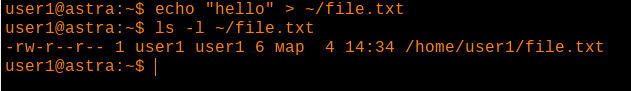 user1@astra:~$ echo "hello" > ~/file.txt
user1@astra:~$ ls -l ~/file.txt
-rw-r--r-- 1 user1 user1 6 мар  4 14:34 /home/user1/file.txt
user1@astra:~$